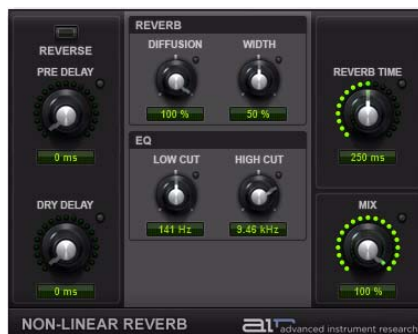 REVERSE
PRE DELAY
0 ms
DRY DELAY
0 ms
REVERB
DIFFUSION
WIDTH
100 %
50 %
EQ
LOW CUT
HIGH CUT
141 Hz
9.46 kHz
REVERB TIME
250 ms
MIX
100 %
NON-LINEAR REVERB
air advanced instrument research